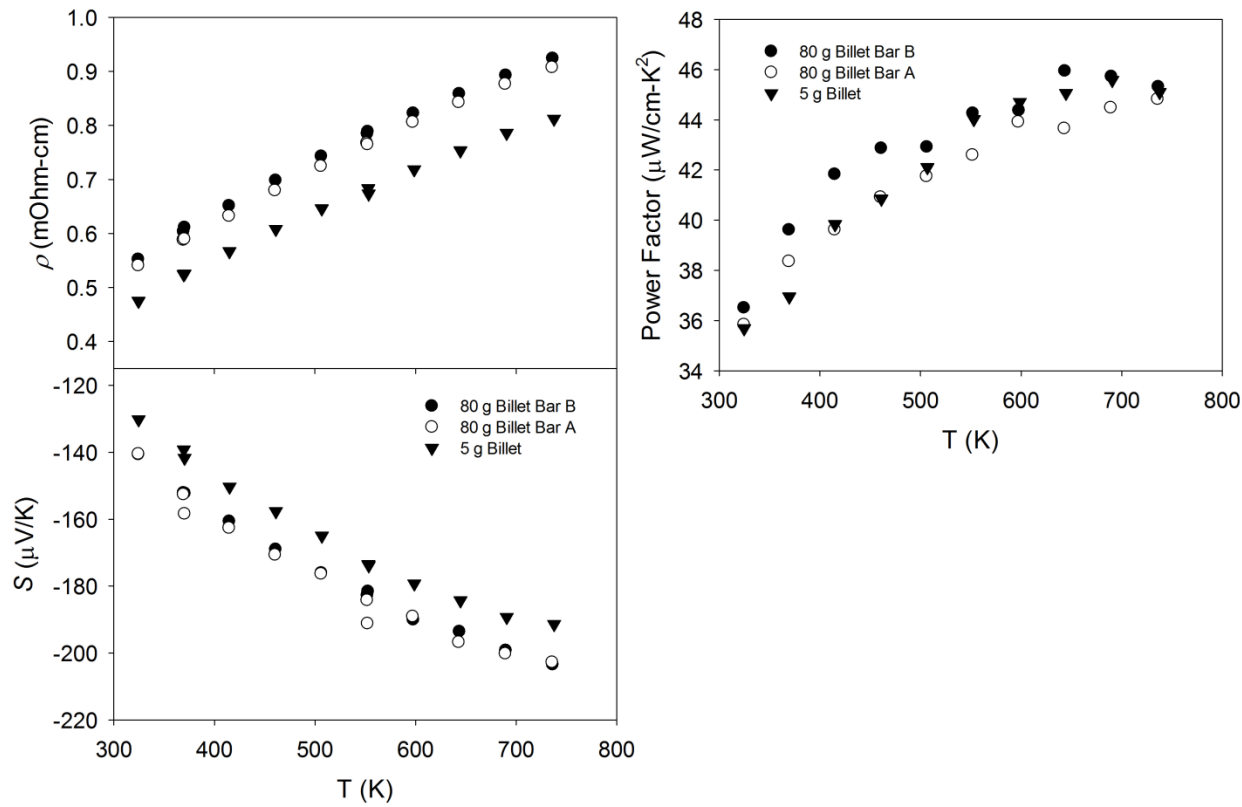 1.0
0.9
0.8
0.7
0.6
0.5
0.4
ρ (mOhm-cm)
-120
-140
-160
-180
-200
-220
S (μV/K)
80 g Billet Bar B
80 g Billet Bar A
5 g Billet
300 400 500 600 700 800
T (K)
48
46
44
42
40
38
36
34
Power Factor (μW/cm-K²)
80 g Billet Bar B
80 g Billet Bar A
5 g Billet
300 400 500 600 700 800
T (K)